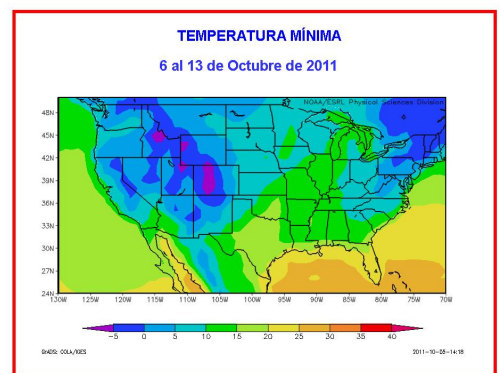 TEMPERATURA MÍNIMA
6 al 13 de Octubre de 2011
NOAA/ESRL Physical Sciences Division
48N
45N
42N
39N
36N
33N
30N
27N
24N
130W 125W 120W 115W 110W 105W 100W 95W 90W 85W 80W 75W 70W
-5 0 5 10 15 20 25 30 35 40
GrADS: COLA/IGES 2011-10-05-14:18